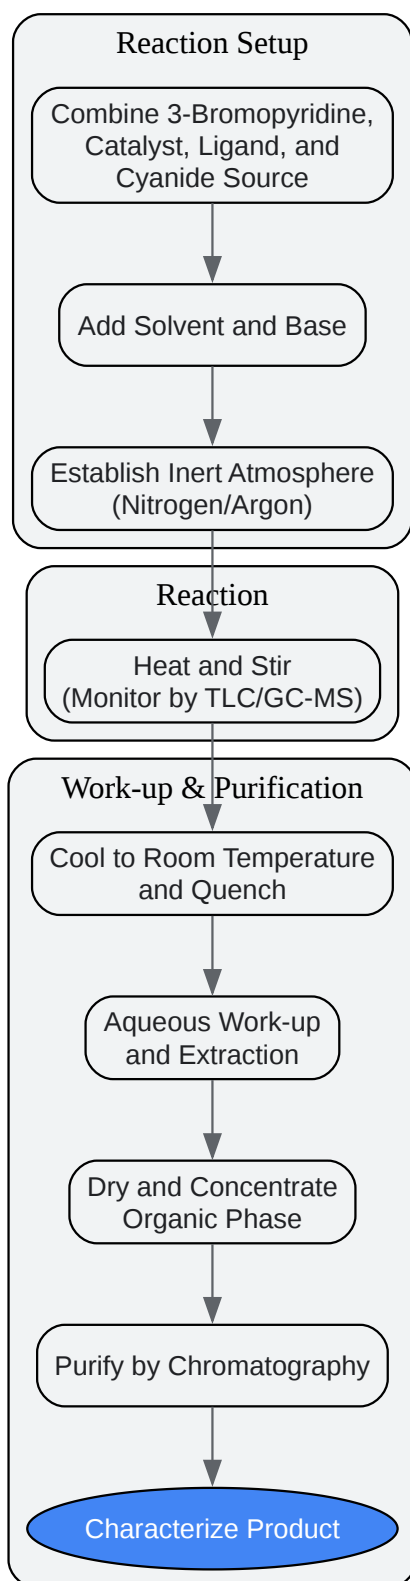 Reaction Setup
Combine 3-Bromopyridine,
Catalyst, Ligand, and
Cyanide Source
Add Solvent and Base
Establish Inert Atmosphere
(Nitrogen/Argon)
Reaction
Heat and Stir
(Monitor by TLC/GC-MS)
Work-up & Purification
Cool to Room Temperature
and Quench
Aqueous Work-up
and Extraction
Dry and Concentrate
Organic Phase
Purify by Chromatography
Characterize Product